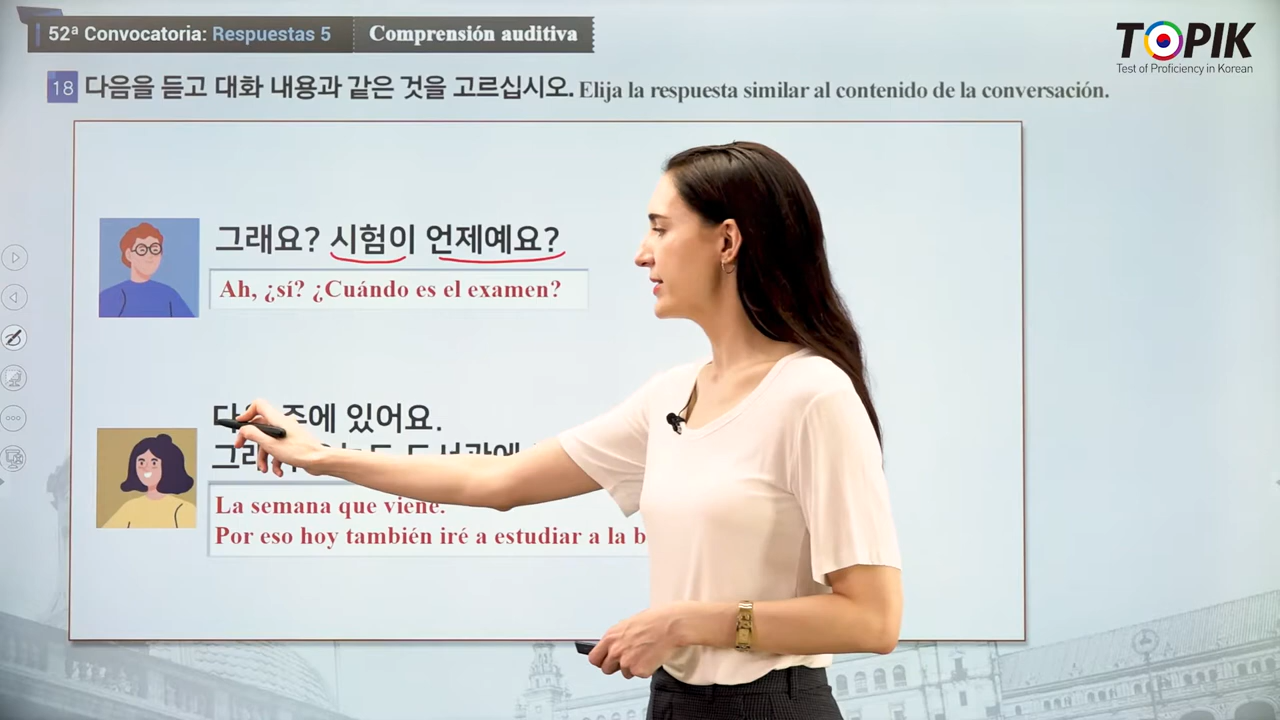 52ª Convocatoria: Respuestas 5
Comprensión auditiva
TOPIK
Test of Proficiency in Korean
18 다음을 듣고 대화 내용과 같은 것을 고르십시오. Elija la respuesta similar al contenido de la conversación.
그래요? 시험이 언제예요?
Ah, ¿sí? ¿Cuándo es el examen?
있어요.
La semana que viene.
Por eso hoy también iré a estudiar a la